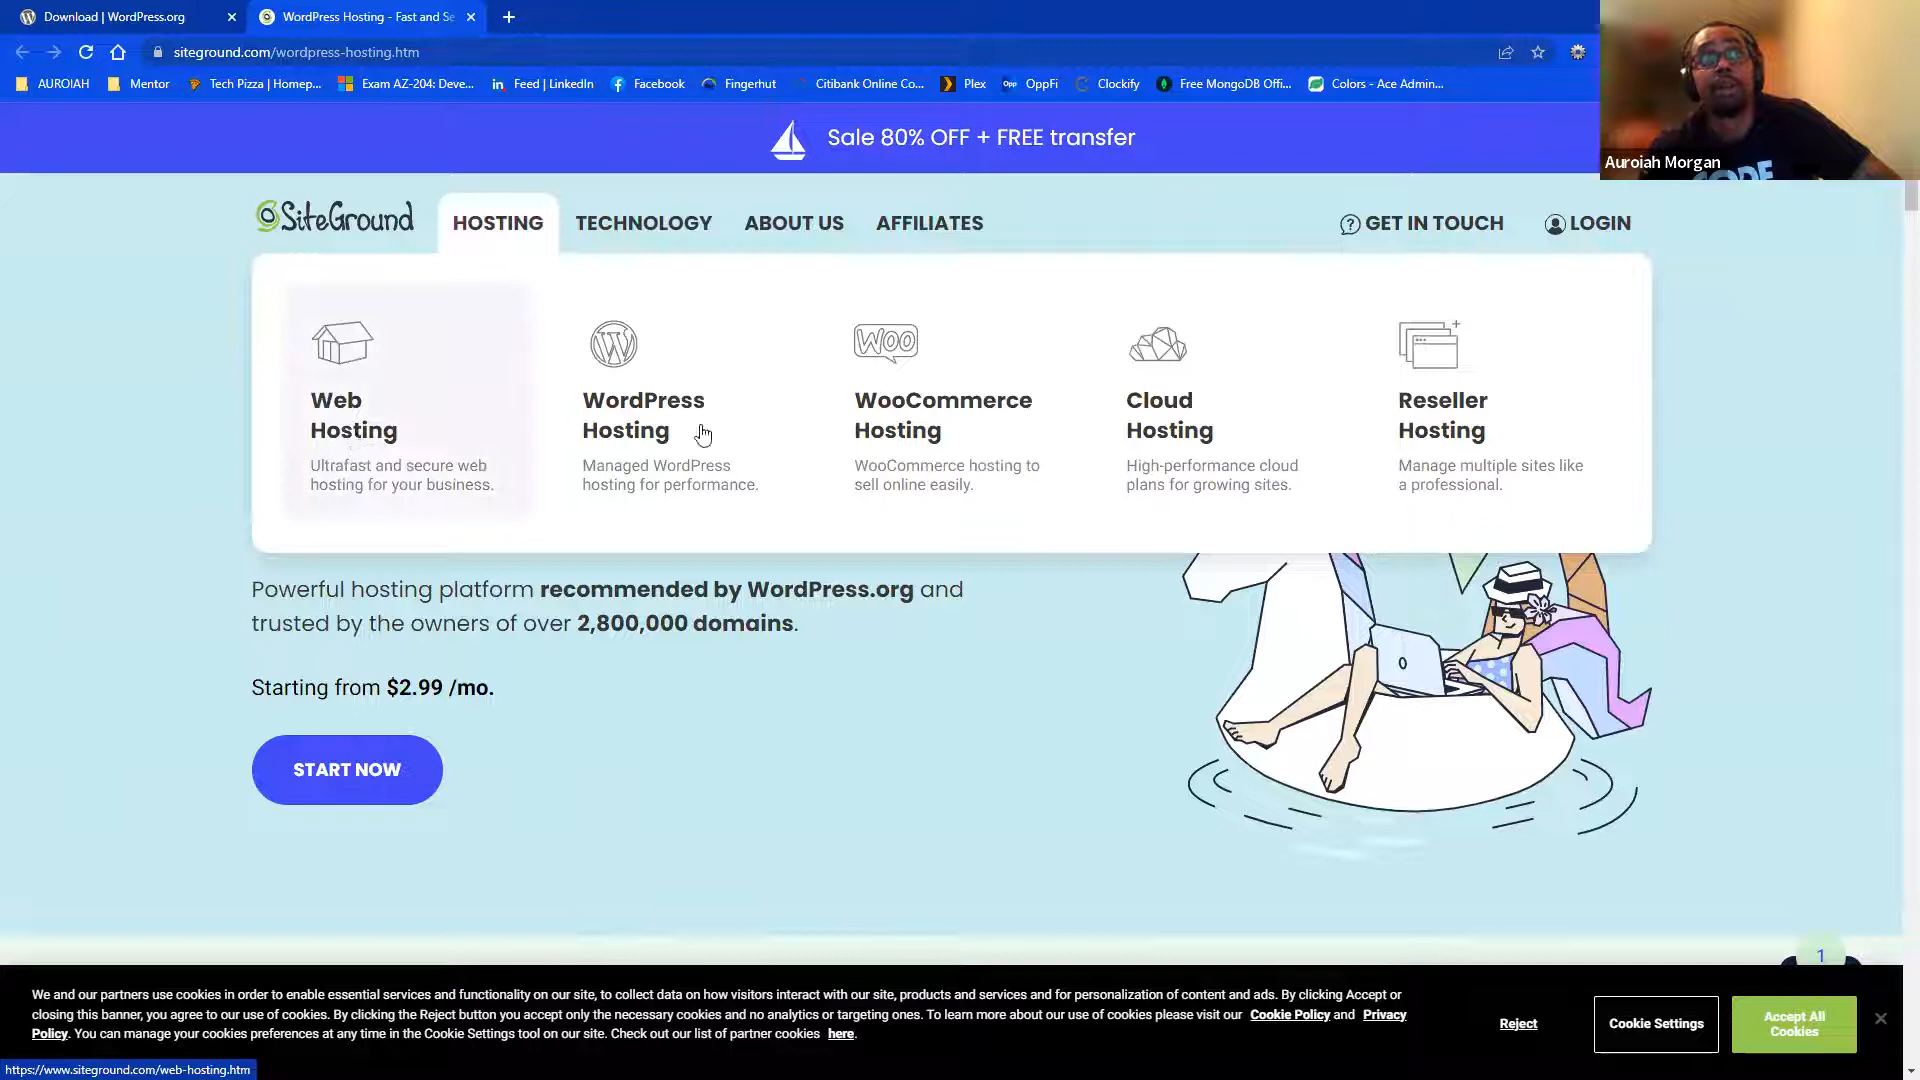 Download | WordPress.org
WordPress Hosting - Fast and Se
siteground.com/wordpress-hosting.htm
AUROIAH
Mentor
Tech Pizza | Homep...
Exam AZ-204: Deve...
in Feed | LinkedIn
Facebook
Fingerhut
Citibank Online Co...
Plex
Opp OppFi
Clockify
Free MongoDB Offi...
Colors - Ace Admin...
CODE
Auroiah Morgan
Sale 80% OFF + FREE transfer
SiteGround
HOSTING
TECHNOLOGY
ABOUT US
AFFILIATES
GET IN TOUCH
LOGIN
Web
Hosting
Ultrafast and secure web
hosting for your business.
WordPress
Hosting
Managed WordPress
hosting for performance.
WOO
WooCommerce
Hosting
WooCommerce hosting to
sell online easily.
Cloud
Hosting
High-performance cloud
plans for growing sites.
Reseller
Hosting
Manage multiple sites like
a professional.
Powerful hosting platform recommended by WordPress.org and
trusted by the owners of over 2,800,000 domains.
Starting from $2.99 /mo.
START NOW
1
We and our partners use cookies in order to enable essential services and functionality on our site, to collect data on how visitors interact with our site, products and services and for personalization of content and ads. By clicking Accept or
closing this banner, you agree to our use of cookies. By clicking the Reject button you accept only the necessary cookies and no analytics or targeting ones. To learn more about our use of cookies please visit our Cookie Policy and Privacy
Policy. You can manage your cookies preferences at any time in the Cookie Settings tool on our site. Check out our list of partner cookies here.
Reject
Cookie Settings
Accept All
Cookies
https://www.siteground.com/web-hosting.htm